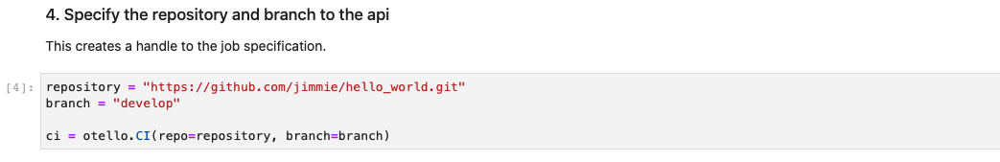 4. Specify the repository and branch to the api
This creates a handle to the job specification.
[4]: repository = "https://github.com/jimmie/hello_world.git"
branch = "develop"
ci = otello.CI(repo=repository, branch=branch)